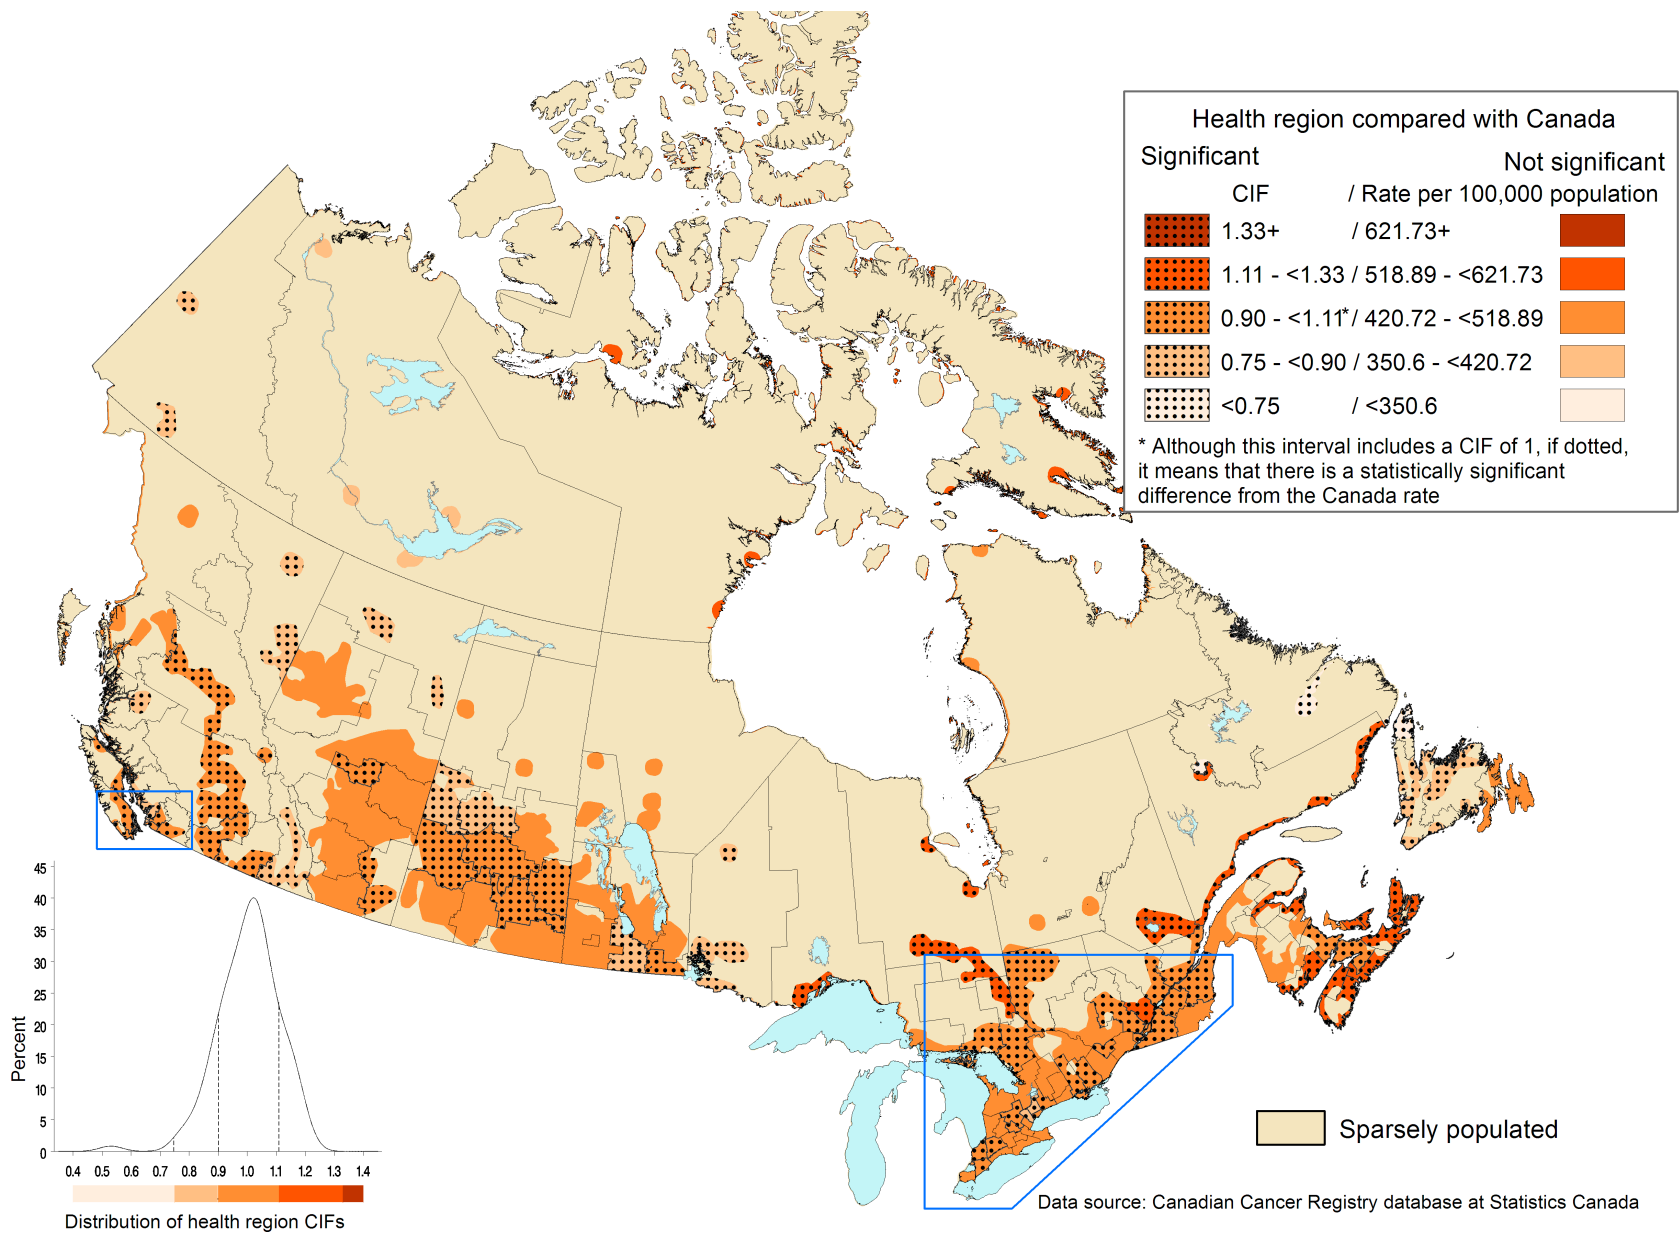 Health region compared with Canada
Significant
Not significant
CIF / Rate per 100,000 population
1.33+ / 621.73+
1.11 - <1.33 / 518.89 - <621.73
0.90 - <1.11* / 420.72 - <518.89
0.75 - <0.90 / 350.6 - <420.72
<0.75 / <350.6
* Although this interval includes a CIF of 1, if dotted,
it means that there is a statistically significant
difference from the Canada rate
Percent
45
40
35
30
25
20
15
10
5
0
0.4 0.5 0.6 0.7 0.8 0.9 1.0 1.1 1.2 1.3 1.4
Distribution of health region CIFs
Sparsely populated
Data source: Canadian Cancer Registry database at Statistics Canada